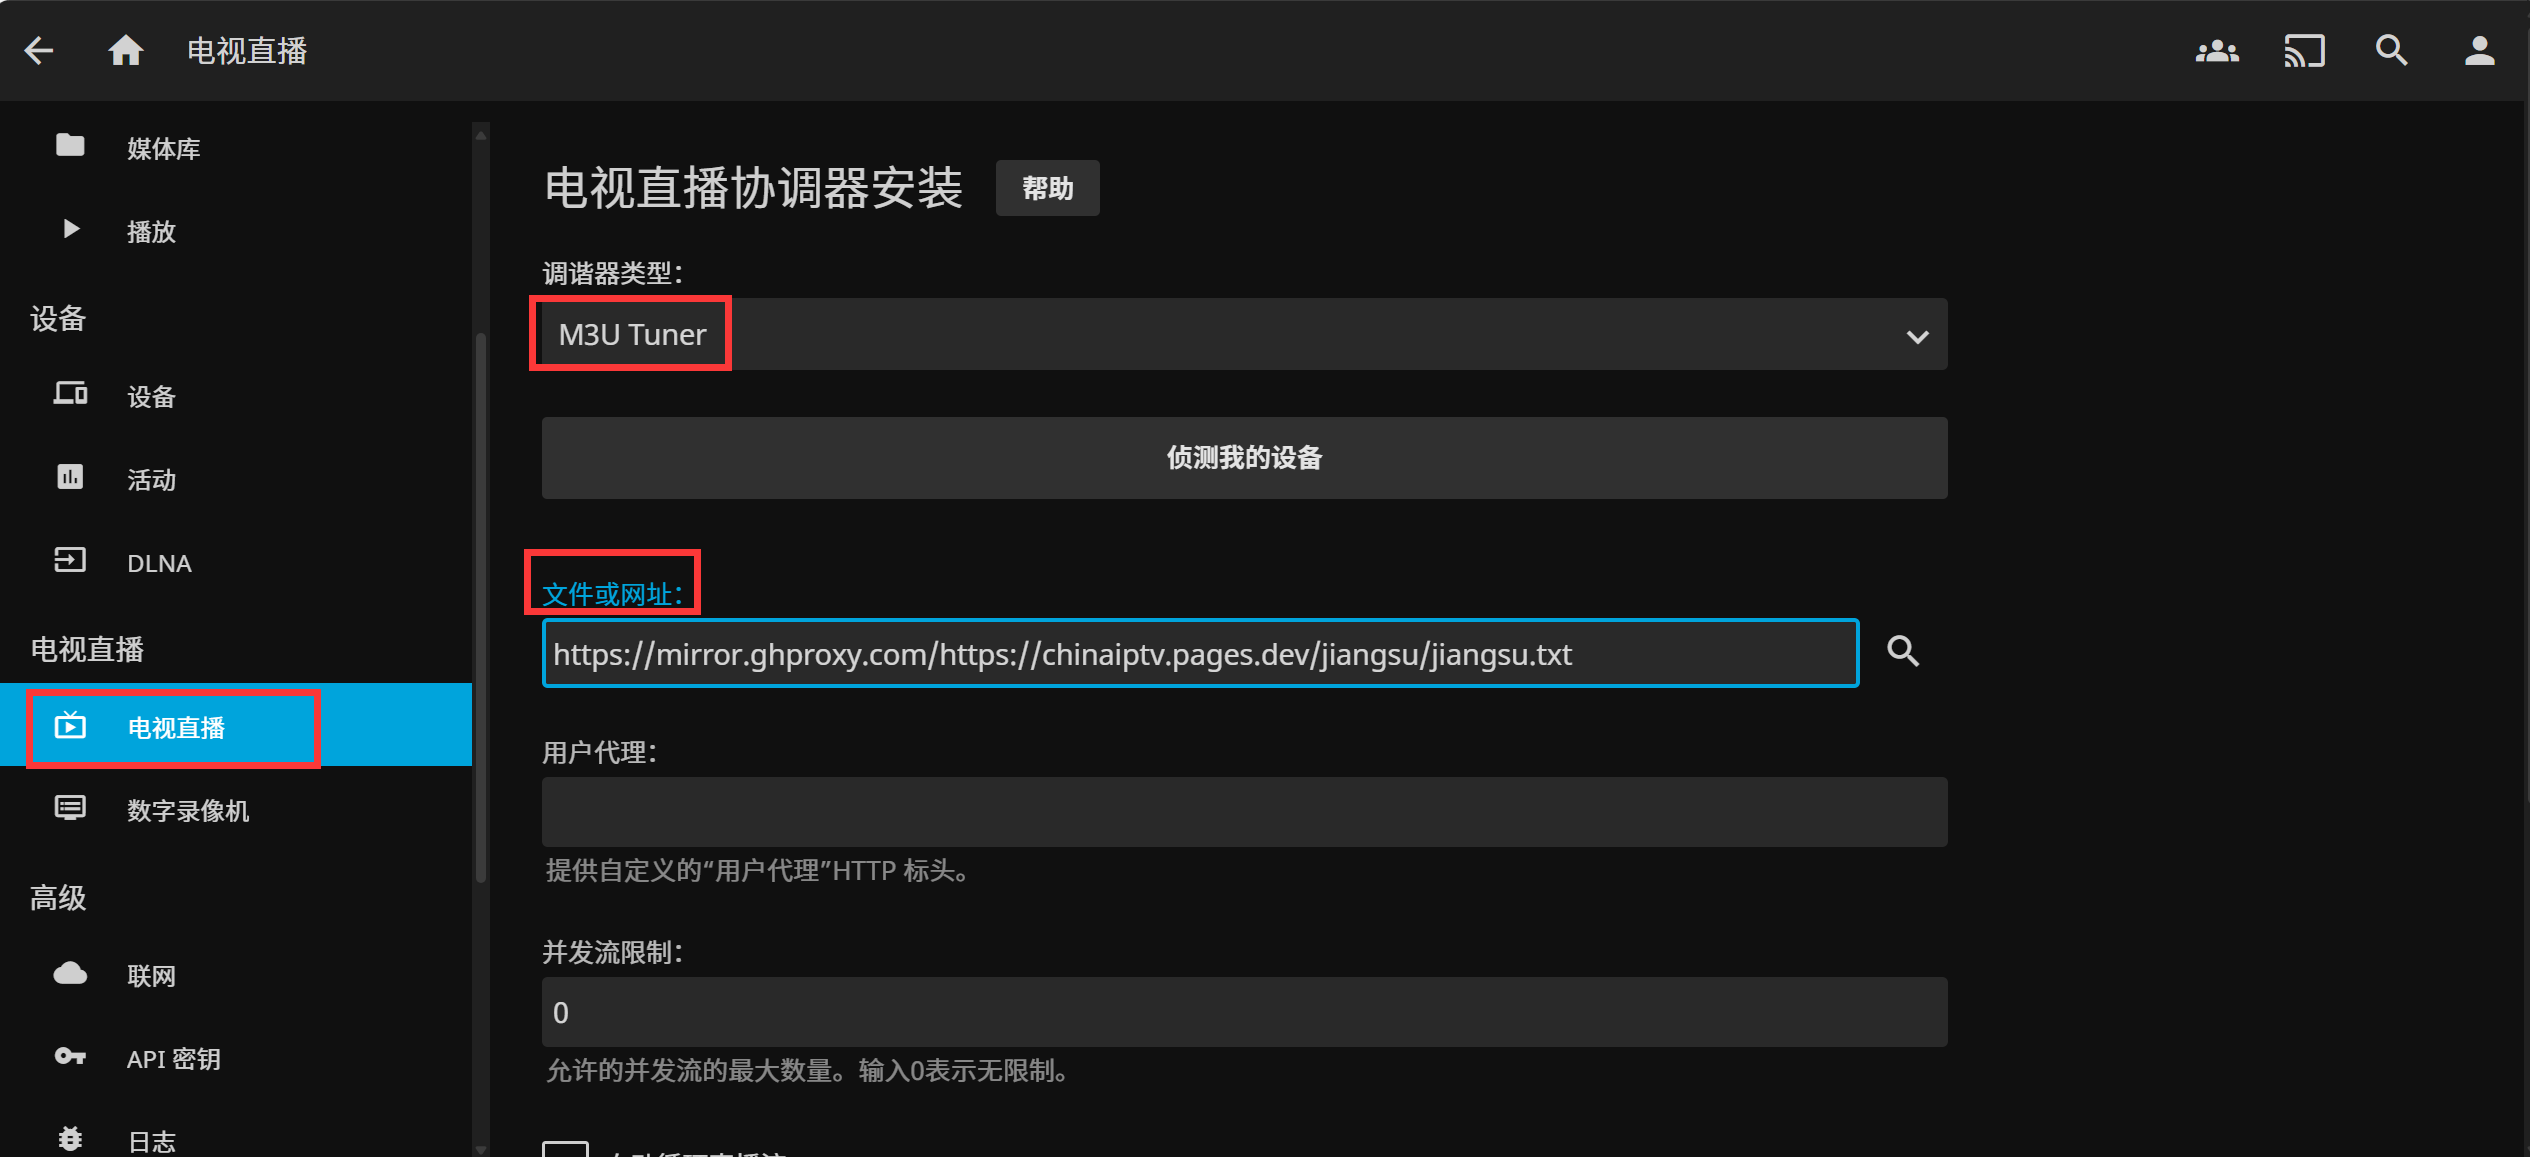 电视直播
媒体库
播放
设备
设备
活动
DLNA
电视直播
电视直播
数字录像机
高级
联网
API 密钥
日志
电视直播协调器安装
帮助
调谐器类型：
M3U Tuner
侦测我的设备
文件或网址：
https://mirror.ghproxy.com/https://chinaiptv.pages.dev/jiangsu/jiangsu.txt
用户代理：
提供自定义的“用户代理”HTTP 标头。
并发流限制：
0
允许的并发流的最大数量。输入0表示无限制。